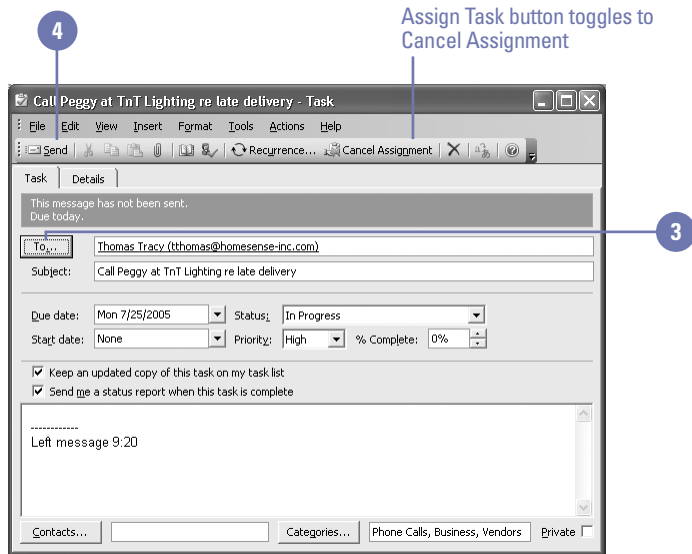 4
Assign Task button toggles to
Cancel Assignment
Call Peggy at TnT Lighting re late delivery - Task
File Edit View Insert Format Tools Actions Help
Send Recurrence... Cancel Assignment
Task Details
This message has not been sent.
Due today.
To... Thomas Tracy (tthomas@homesense-inc.com)
3
Subject: Call Peggy at TnT Lighting re late delivery
Due date: Mon 7/25/2005 Status: In Progress
Start date: None Priority: High % Complete: 0%
Keep an updated copy of this task on my task list
Send me a status report when this task is complete
------------
Left message 9:20
Contacts... Categories... Phone Calls, Business, Vendors Private